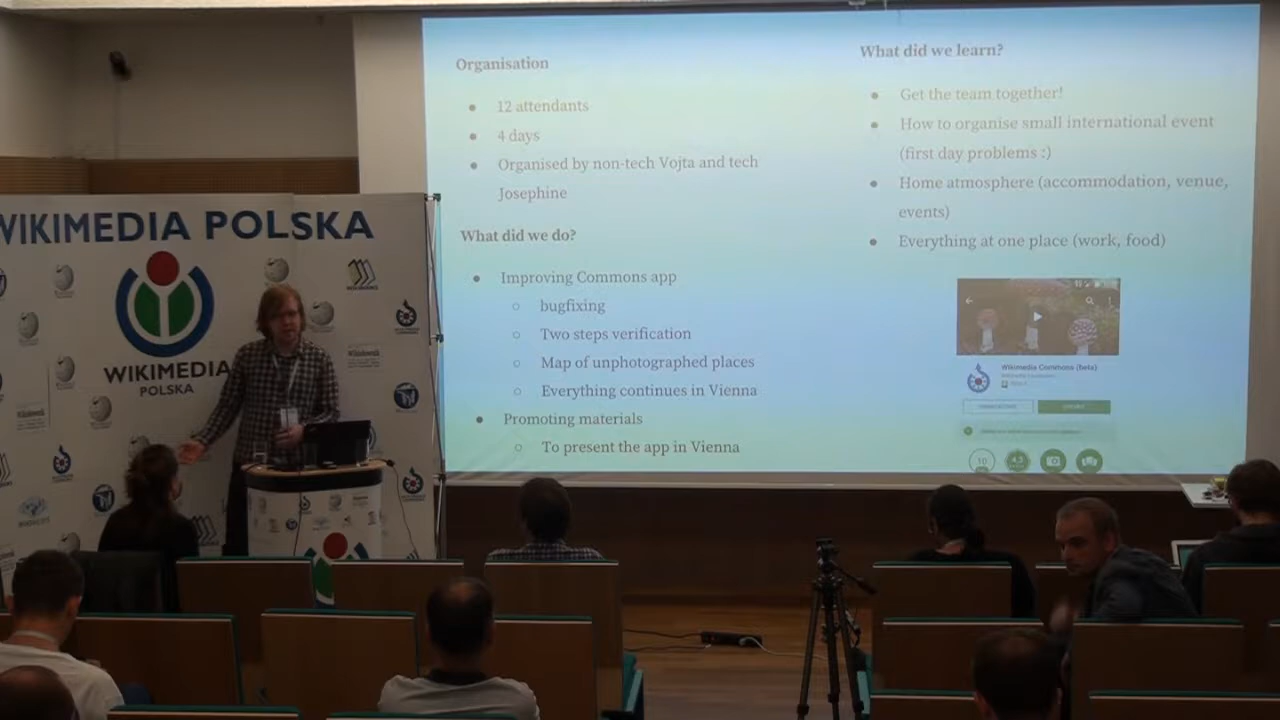 Organisation
12 attendants
4 days
Organised by non-tech Vojta and tech
Josephine
What did we do?
Improving Commons app
bugfixing
Two steps verification
Map of unphotographed places
Everything continues in Vienna
Promoting materials
To present the app in Vienna
What did we learn?
Get the team together!
How to organise small international event
(first day problems :)
Home atmosphere (accommodation, venue,
events)
Everything at one place (work, food)
Wikimedia Commons (beta)
10
WIKIMEDIA POLSKA
WIKIMEDIA
POLSKA